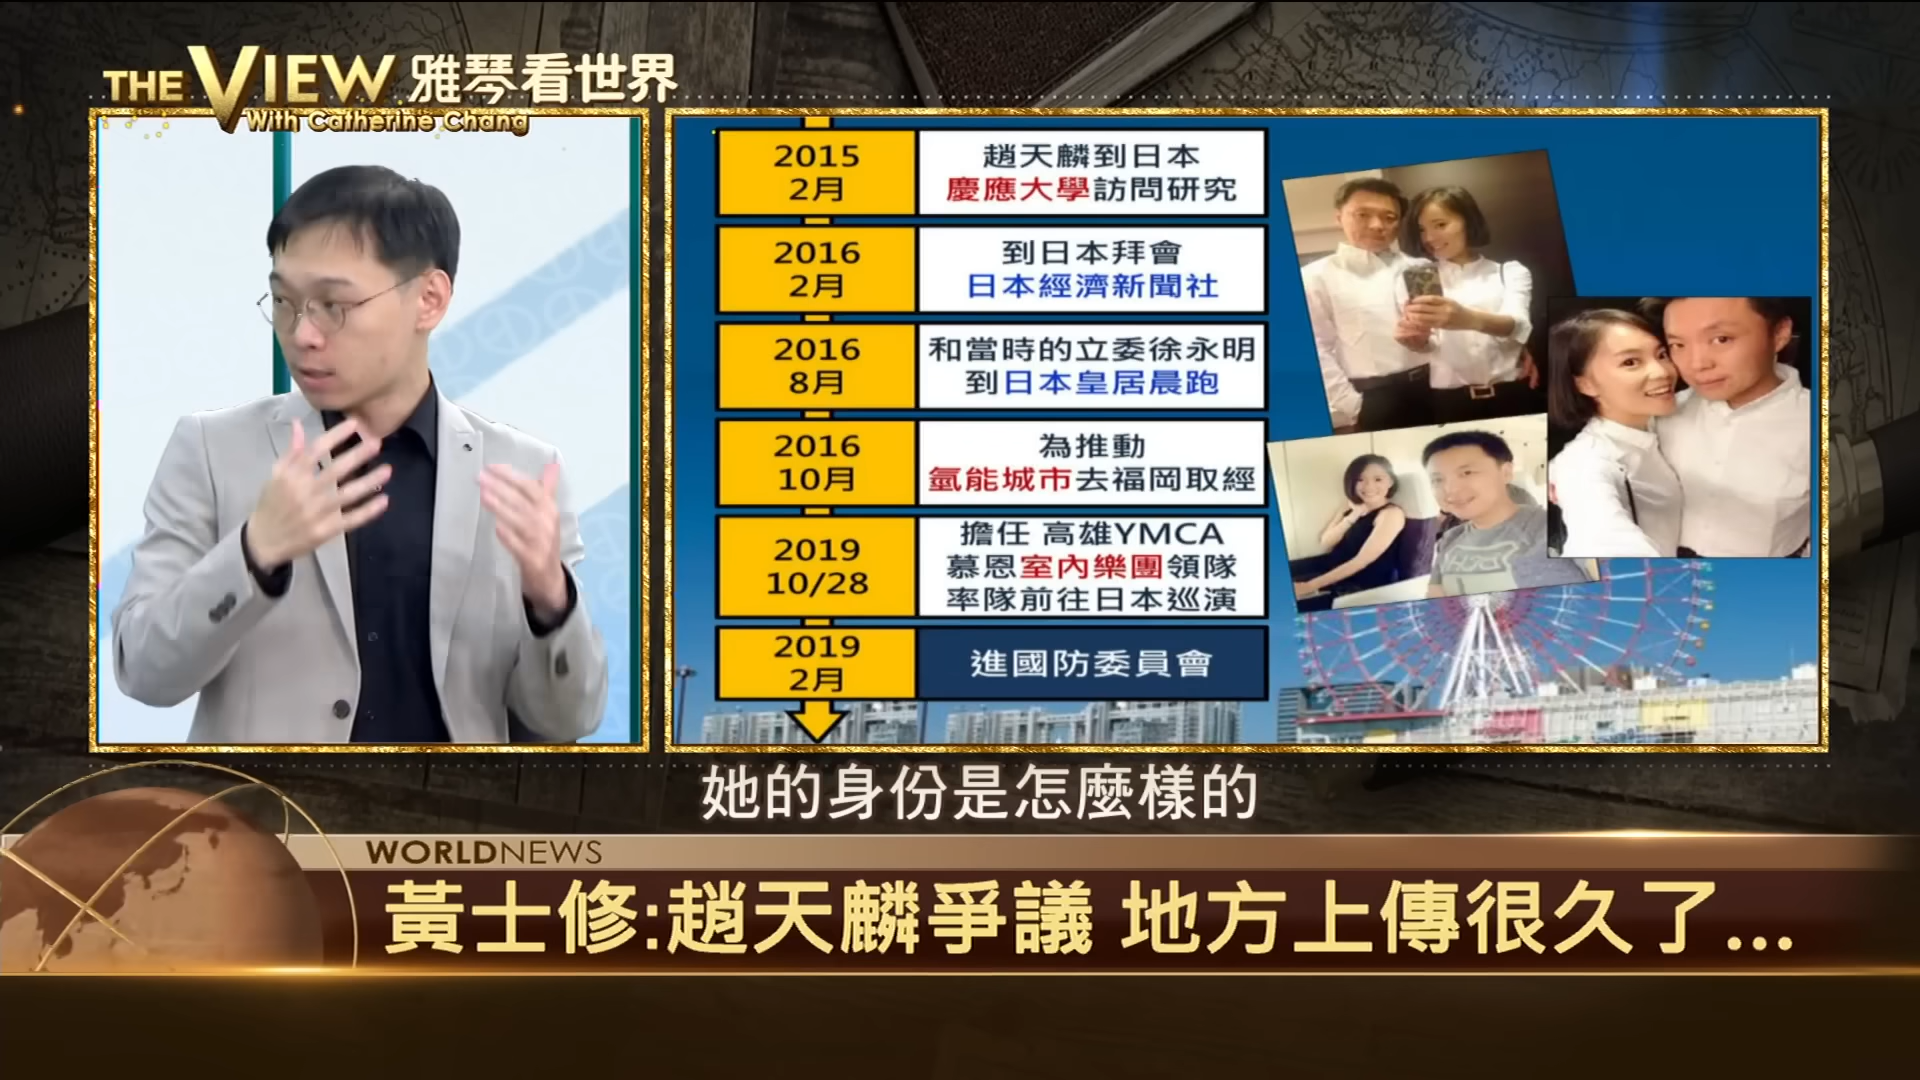 THE VIEW 雅琴看世界
With Catherine Chang
2015
2月
趙天麟到日本
慶應大學訪問研究
2016
2月
到日本拜會
日本經濟新聞社
2016
8月
和當時的立委徐永明
到日本皇居晨跑
2016
10月
為推動
氫能城市去福岡取經
2019
10/28
擔任 高雄YMCA
慕恩室內樂團領隊
率隊前往日本巡演
2019
2月
進國防委員會
她的身份是怎麼樣的
WORLDNEWS
黃士修:趙天麟爭議 地方上傳很久了...